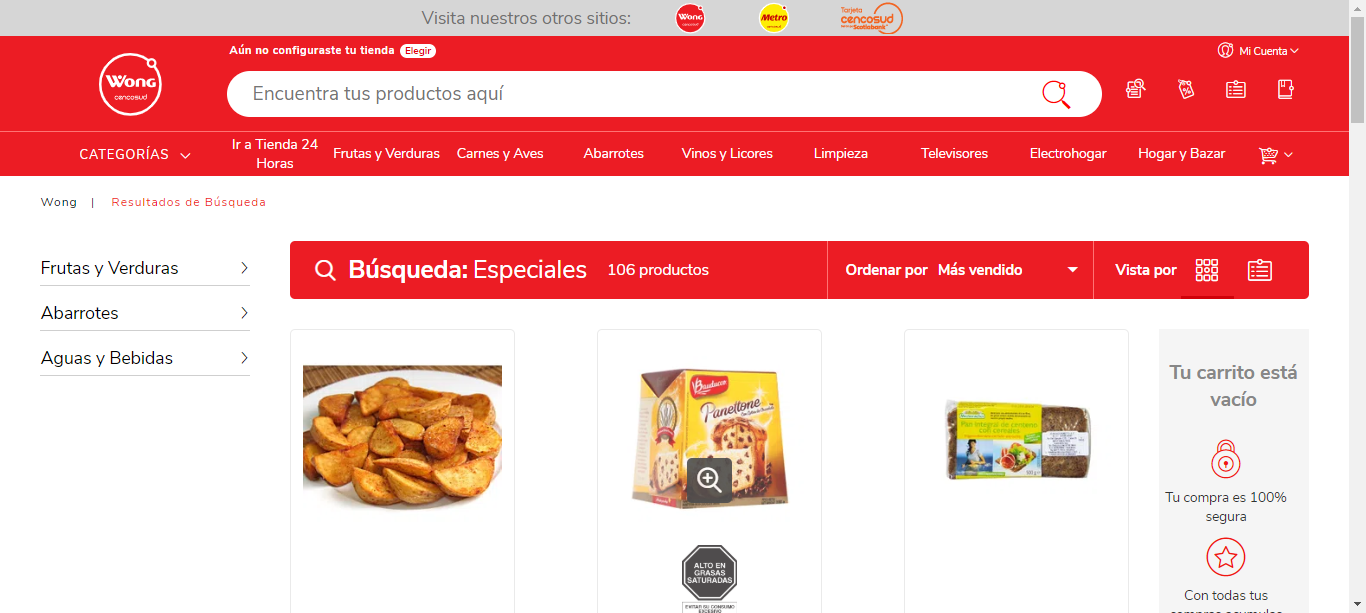 Visita nuestros otros sitios:
Wong
cencosud
Metro
Tarjeta
cencosud
Scotiabank
Aún no configuraste tu tienda Elegir
Mi Cuenta
Wong
cencosud
Encuentra tus productos aquí
CATEGORÍAS
Ir a Tienda 24
Horas
Frutas y Verduras
Carnes y Aves
Abarrotes
Vinos y Licores
Limpieza
Televisores
Electrohogar
Hogar y Bazar
Wong | Resultados de Búsqueda
Frutas y Verduras
Abarrotes
Aguas y Bebidas
Búsqueda: Especiales 106 productos
Ordenar por Más vendido
Vista por
Bauducco
Panettone
Pan integral de centeno
con cereales
ALTO EN
GRASAS
SATURADAS
EVITAR SU CONSUMO
EXCESIVO
Tu carrito está
vacío
Tu compra es 100%
segura
Con todas tus